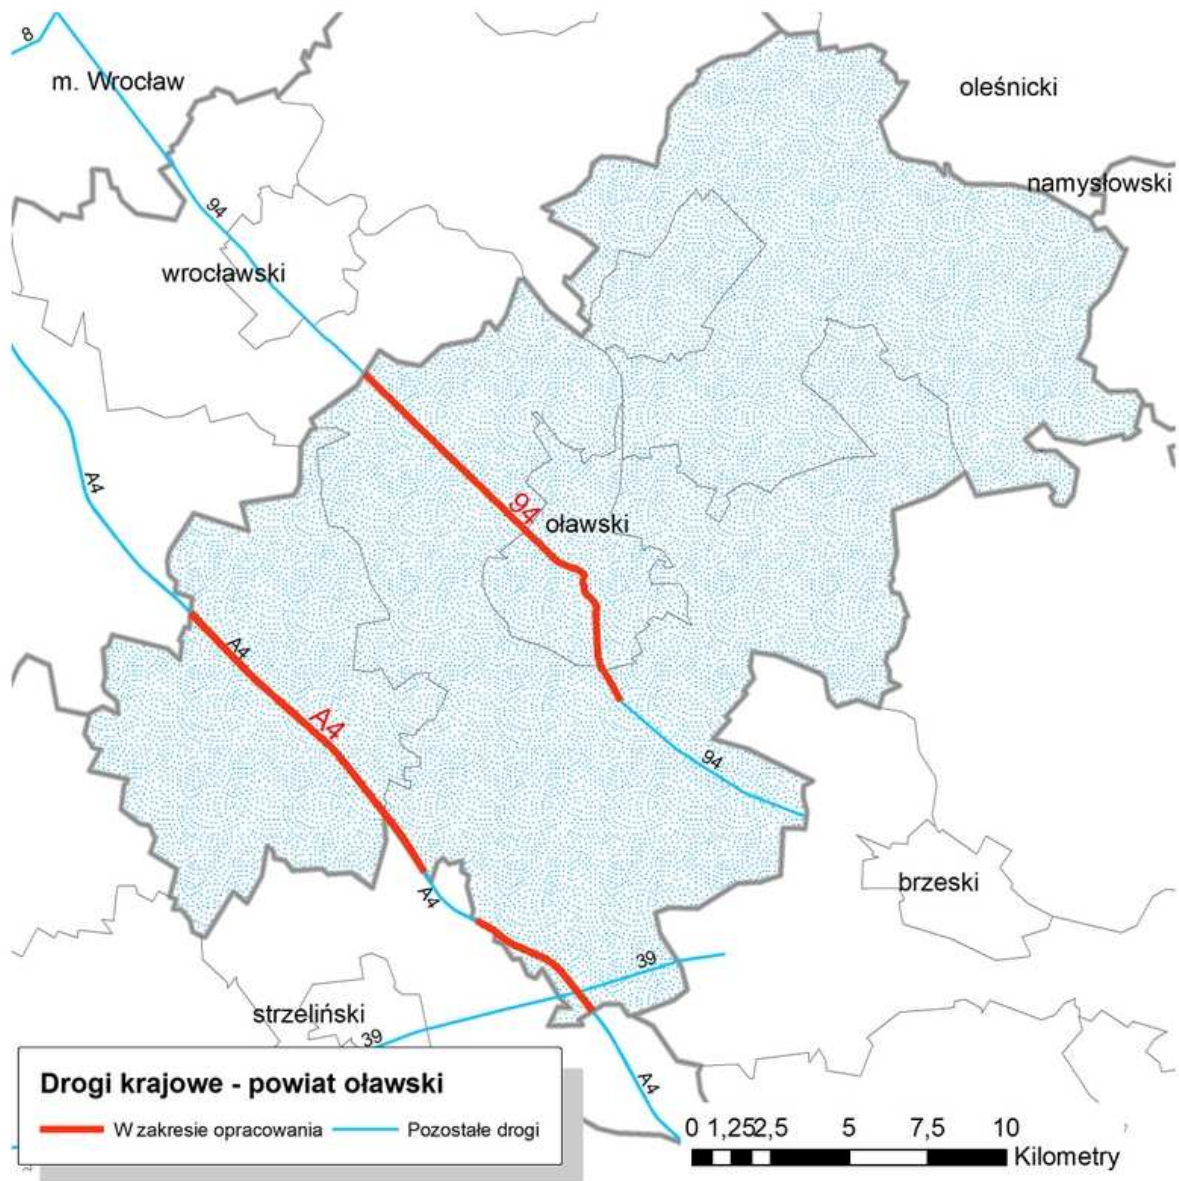 8
m. Wrocław
oleśnicki
namysłowski
94
wrocławski
A4
94
oławski
A4
A4
94
brzeski
A4
39
strzeliński
39
A4
Drogi krajowe - powiat oławski
W zakresie opracowania
Pozostałe drogi
0 1,25 2,5 5 7,5 10
Kilometry